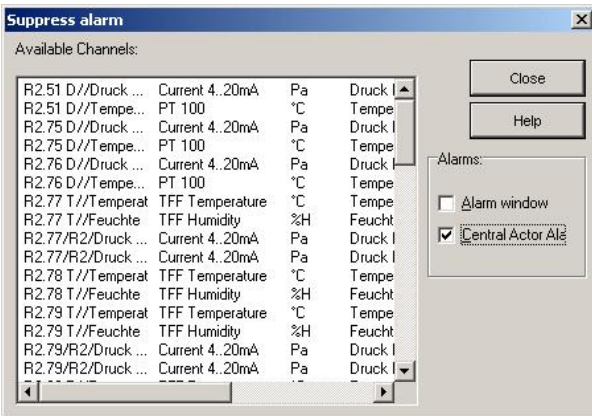 Suppress alarm
Available Channels:
R2.51 D//Druck ... Current 4..20mA Pa Druck
R2.51 D//Tempe... PT 100 °C Tempe
R2.75 D//Druck ... Current 4..20mA Pa Druck
R2.75 D//Tempe... PT 100 °C Tempe
R2.76 D//Druck ... Current 4..20mA Pa Druck
R2.76 D//Tempe... PT 100 °C Tempe
R2.77 T//Temperat TFF Temperature °C Tempe
R2.77 T//Feuchte TFF Humidity %H Feucht
R2.77/R2/Druck ... Current 4..20mA Pa Druck
R2.77/R2/Druck ... Current 4..20mA Pa Druck
R2.78 T//Temperat TFF Temperature °C Tempe
R2.78 T//Feuchte TFF Humidity %H Feucht
R2.79 T//Temperat TFF Temperature °C Tempe
R2.79 T//Feuchte TFF Humidity %H Feucht
R2.79/R2/Druck ... Current 4..20mA Pa Druck
R2.79/R2/Druck ... Current 4..20mA Pa Druck
Close
Help
Alarms:
Alarm window
Central Actor Ala